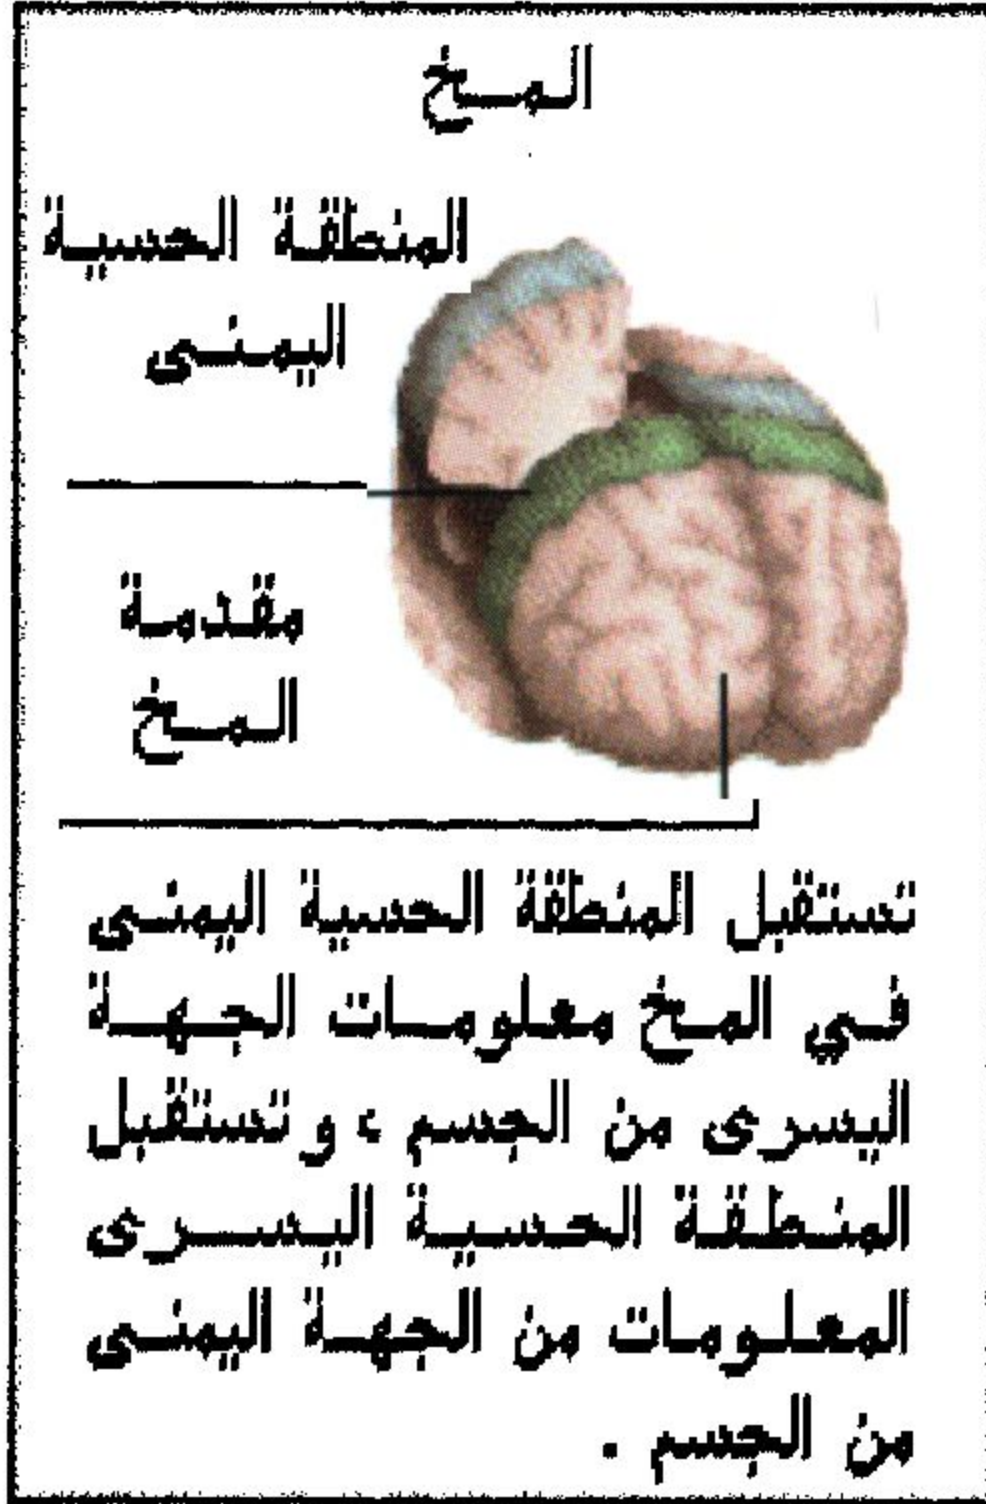 المخ
المنطقة الحسية
اليمنى
مقدمة
المخ
تستقبل المنطقة الحسية اليمنى
في المخ معلومات الجهة
اليسرى من الجسم ، و تستقبل
المنطقة الحسية اليسرى
المعلومات من الجهة اليمنى
من الجسم .